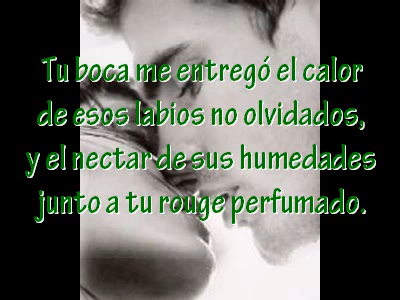 Tu boca me entregó el calor
de esos labios no olvidados,
y el nectar de sus humedades
junto a tu rouge perfumado.